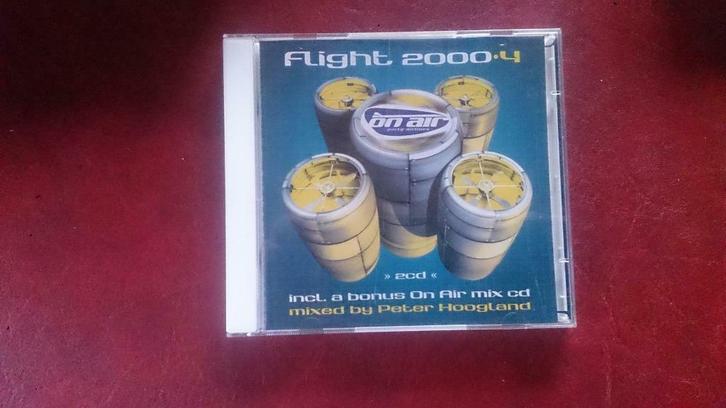 Flight 2000.4
on air
party airlines
» 2cd «
incl. a bonus On Air mix cd
mixed by Peter Hoogland